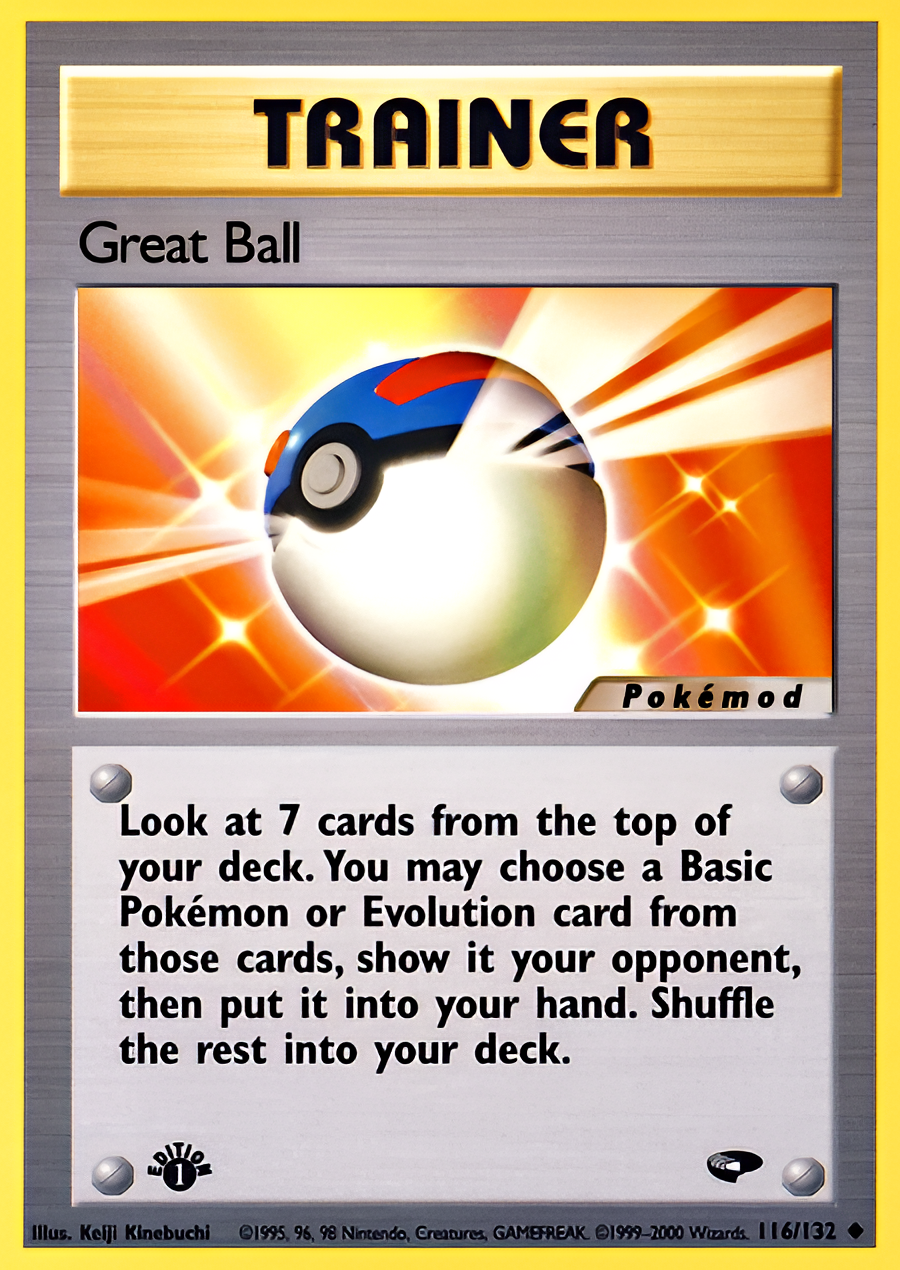 TRAINER
Great Ball
Pokémod
Look at 7 cards from the top of
your deck. You may choose a Basic
Pokémon or Evolution card from
those cards, show it your opponent,
then put it into your hand. Shuffle
the rest into your deck.
EDITION
1
Illus. Keiji Kinebuchi ©1995, 96, 98 Nintendo, Creatures, GAMEFREAK. ©1999–2000 Wizards. 116/132